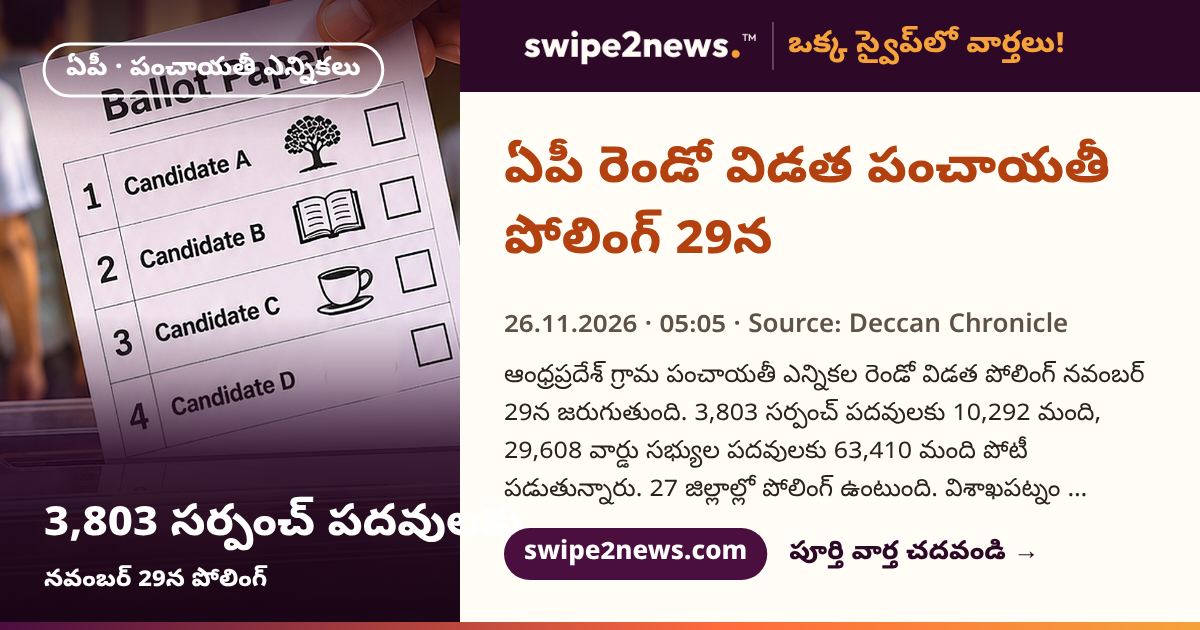 ఏపీ · పంచాయతీ ఎన్నికలు
Ballot Paper
1 Candidate A
2 Candidate B
3 Candidate C
4 Candidate D
3,803 సర్పంచ్ పదవులకు
నవంబర్ 29న పోలింగ్
swipe2news.™ ఒక్క స్వైప్‌లో వార్తలు!
ఏపీ రెండో విడత పంచాయతీ
పోలింగ్ 29న
26.11.2026 · 05:05 · Source: Deccan Chronicle
ఆంధ్రప్రదేశ్ గ్రామ పంచాయతీ ఎన్నికల రెండో విడత పోలింగ్ నవంబర్
29న జరుగుతుంది. 3,803 సర్పంచ్ పదవులకు 10,292 మంది,
29,608 వార్డు సభ్యుల పదవులకు 63,410 మంది పోటీ
పడుతున్నారు. 27 జిల్లాల్లో పోలింగ్ ఉంటుంది. విశాఖపట్నం ...
swipe2news.com పూర్తి వార్త చదవండి →